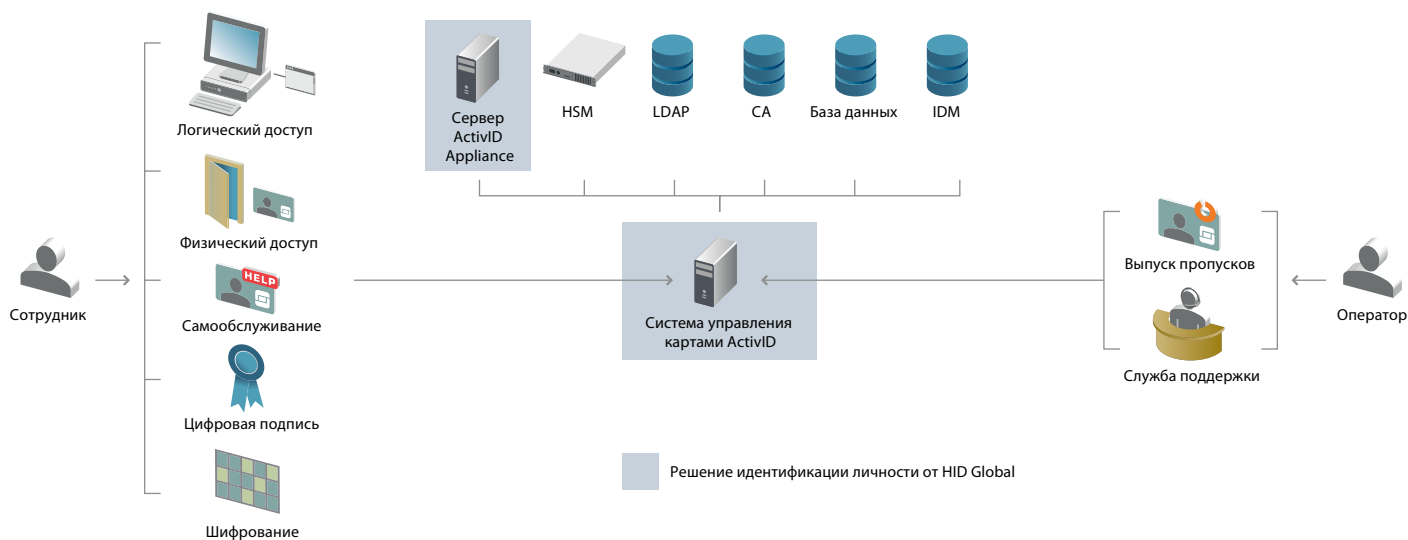 Логический доступ
Физический доступ
HELP
Самообслуживание
Цифровая подпись
Шифрование
Сотрудник
Сервер
ActivID
Appliance
HSM
LDAP
CA
База данных
IDM
Система управления
картами ActivID
Выпуск пропусков
Служба поддержки
Оператор
Решение идентификации личности от HID Global